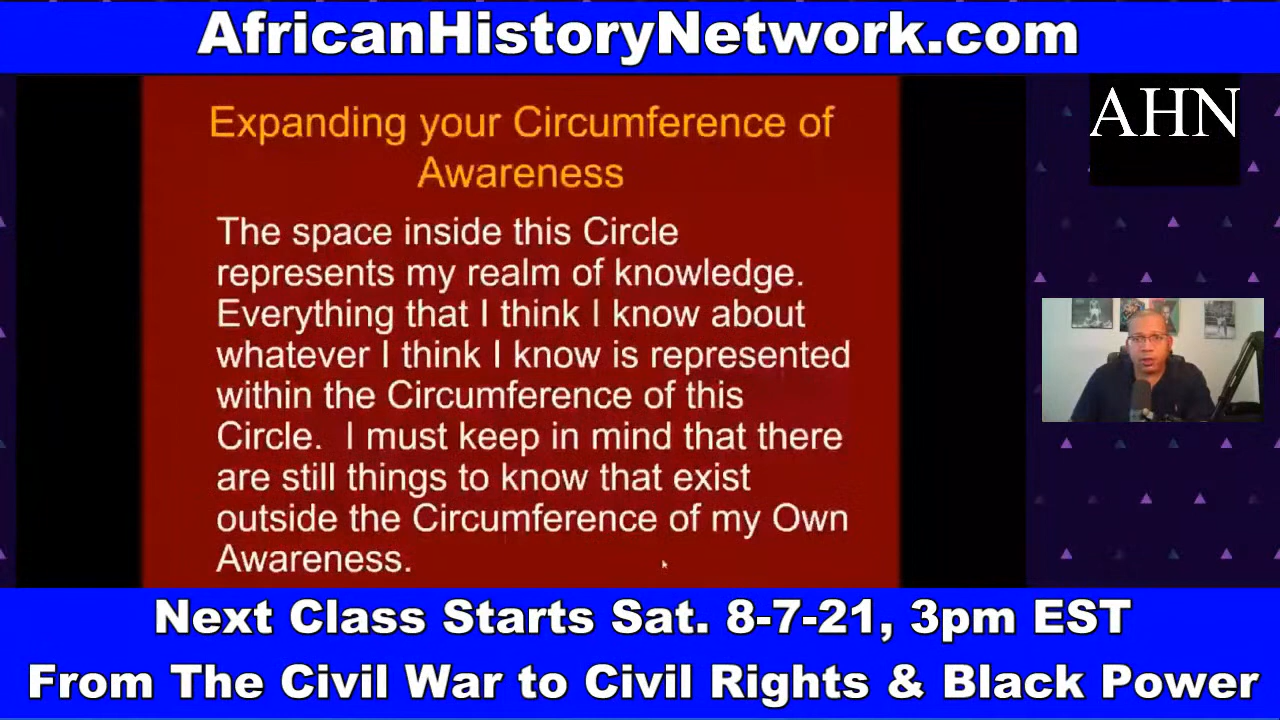 AfricanHistoryNetwork.com
AHN
Expanding your Circumference of
Awareness
The space inside this Circle
represents my realm of knowledge.
Everything that I think I know about
whatever I think I know is represented
within the Circumference of this
Circle.  I must keep in mind that there
are still things to know that exist
outside the Circumference of my Own
Awareness.
Next Class Starts Sat. 8-7-21, 3pm EST
From The Civil War to Civil Rights & Black Power